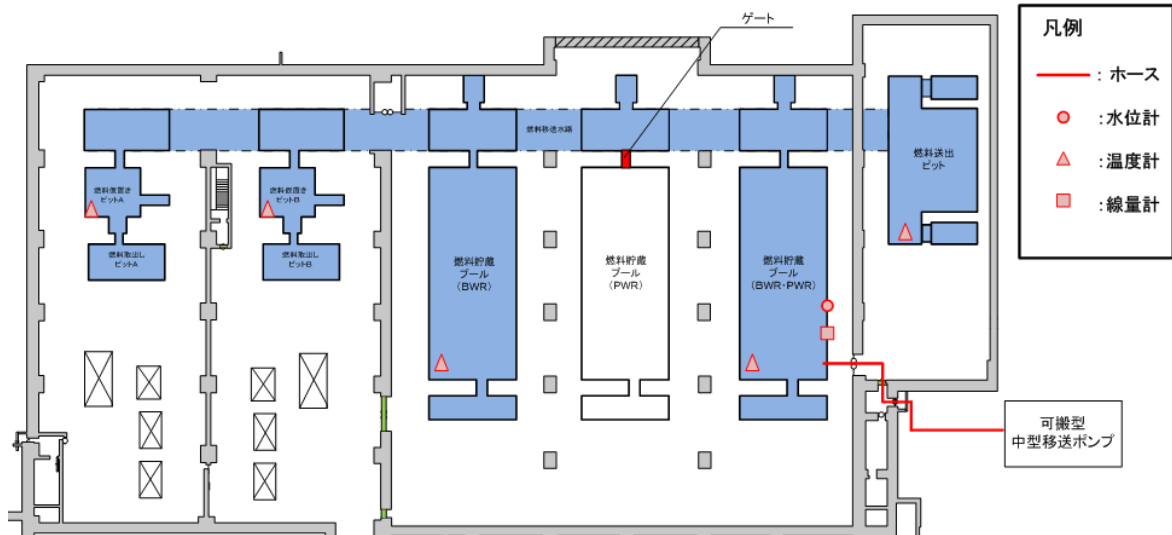 ゲート
凡例
：ホース
：水位計
：温度計
：線量計
燃料移送水路
燃料送出
ピット
燃料仮置き
ピットA
燃料仮置き
ピットB
燃料取出し
ピットA
燃料取出し
ピットB
燃料貯蔵
プール
（BWR）
燃料貯蔵
プール
（PWR）
燃料貯蔵
プール
（BWR・PWR）
可搬型
中型移送ポンプ